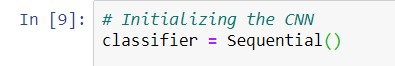 In [9]: # Initializing the CNN
classifier = Sequential()